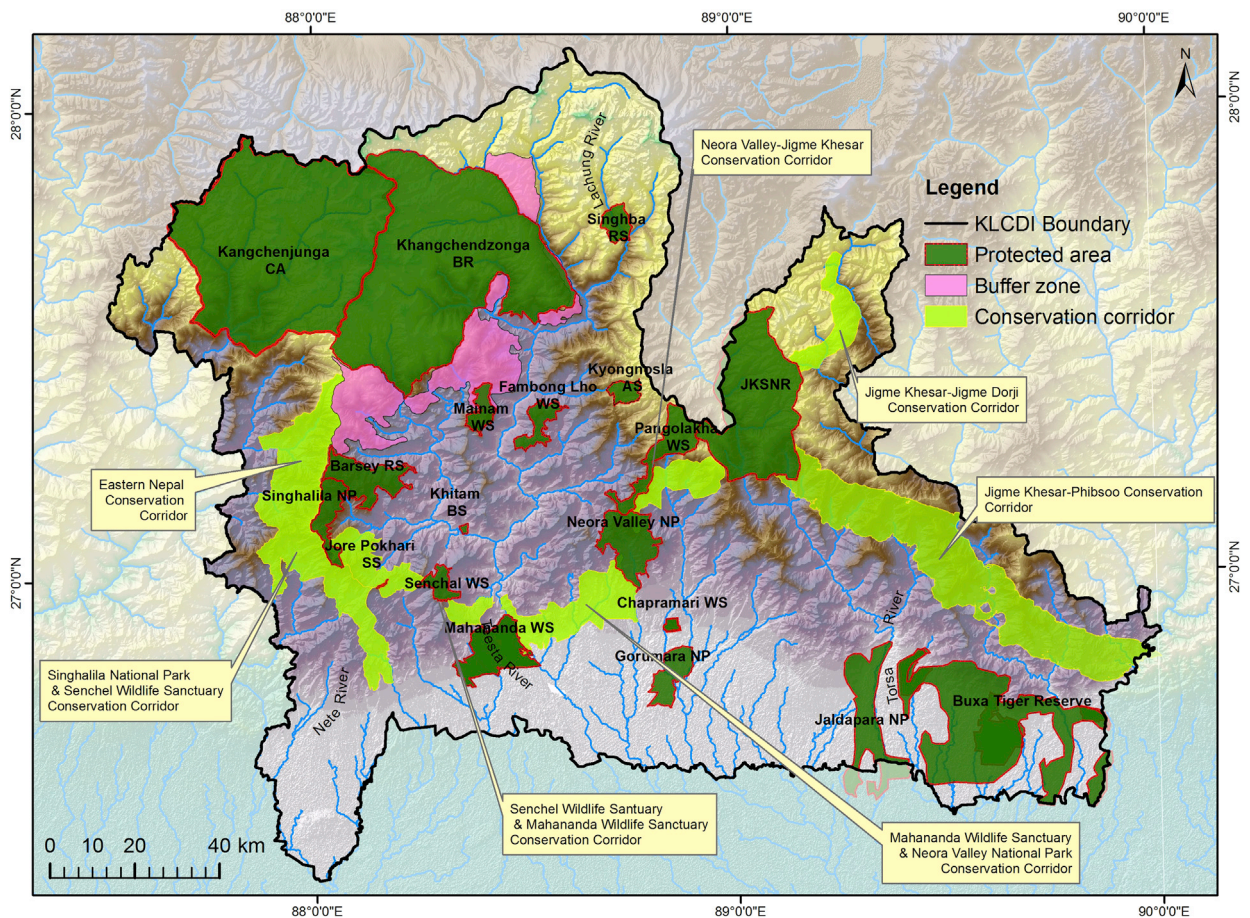 88°0'0"E
89°0'0"E
90°0'0"E
N
28°0'0"N
28°0'0"N
Lachung River
Neora Valley-Jigme Khesar
Conservation Corridor
Legend
KLCDI Boundary
Protected area
Buffer zone
Conservation corridor
Singhba
RS
Kangchenjunga
CA
Khangchendzonga
BR
Kyongnosla
AS
JKSNR
Fambong Lho
WS
Mainam
WS
Jigme Khesar-Jigme Dorji
Conservation Corridor
Pangolakha
WS
Barsey RS
Eastern Nepal
Conservation
Corridor
Singhalila NP
Khitam
BS
Jigme Khesar-Phibsoo Conservation
Corridor
Neora Valley NP
Jore Pokhari
SS
27°0'0"N
27°0'0"N
Senchal WS
Chapramari WS
Mahananda WS
Teesta River
Gorumara NP
Torsa River
Singhalila National Park
& Senchel Wildlife Sanctuary
Conservation Corridor
Nete River
Jaldapara NP
Buxa Tiger Reserve
Senchel Wildlife Santuary
& Mahananda Wildlife Sanctuary
Conservation Corridor
Mahananda Wildlife Sanctuary
& Neora Valley National Park
Conservation Corridor
0 10 20 40 km
88°0'0"E
89°0'0"E
90°0'0"E